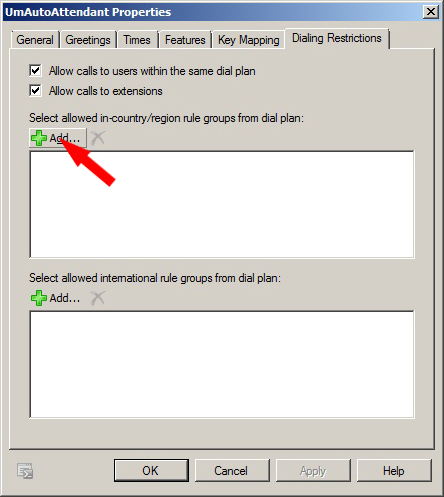 UmAutoAttendant Properties
General Greetings Times Features Key Mapping Dialing Restrictions
Allow calls to users within the same dial plan
Allow calls to extensions
Select allowed in-country/region rule groups from dial plan:
Add...
Select allowed international rule groups from dial plan:
Add...
OK Cancel Apply Help